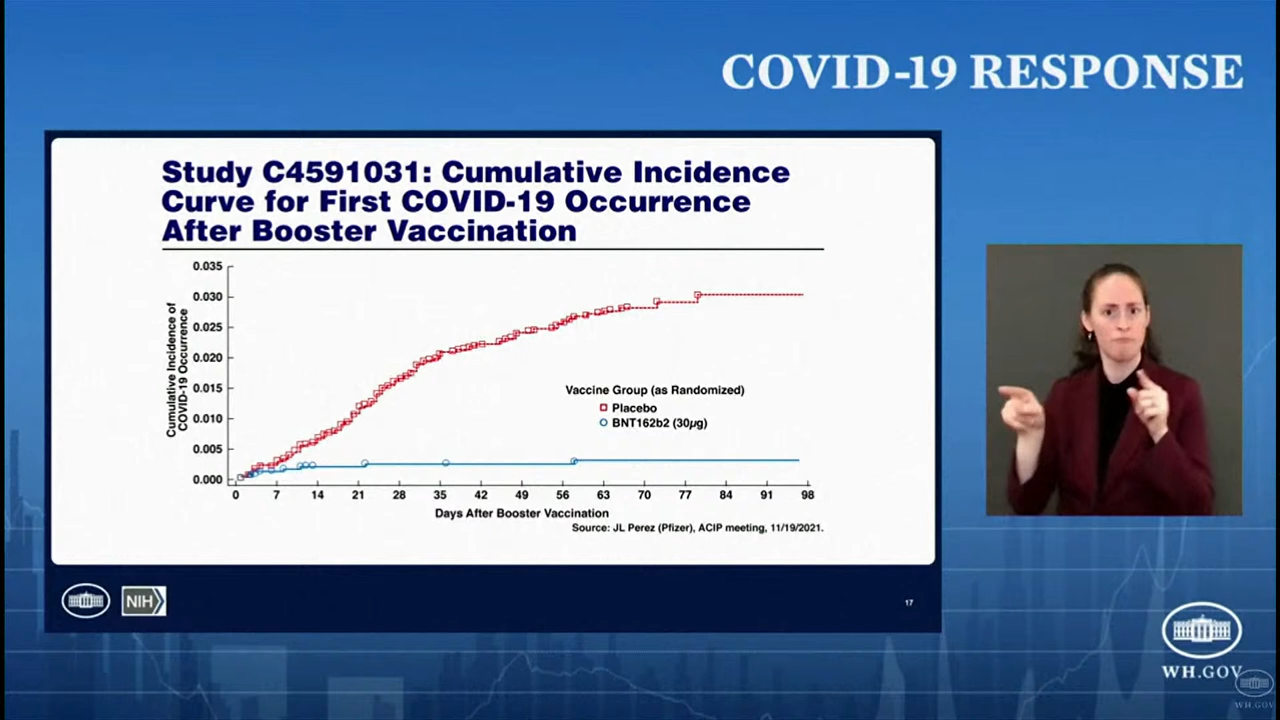 COVID-19 RESPONSE
Study C4591031: Cumulative Incidence
Curve for First COVID-19 Occurrence
After Booster Vaccination
0.035
0.030
0.025
0.020
0.015
0.010
0.005
0.000
Cumulative Incidence of
COVID-19 Occurrence
Vaccine Group (as Randomized)
Placebo
BNT162b2 (30µg)
0 7 14 21 28 35 42 49 56 63 70 77 84 91 98
Days After Booster Vaccination
Source: JL Perez (Pfizer), ACIP meeting, 11/19/2021.
NIH
17
WH.GOV
WH.GOV